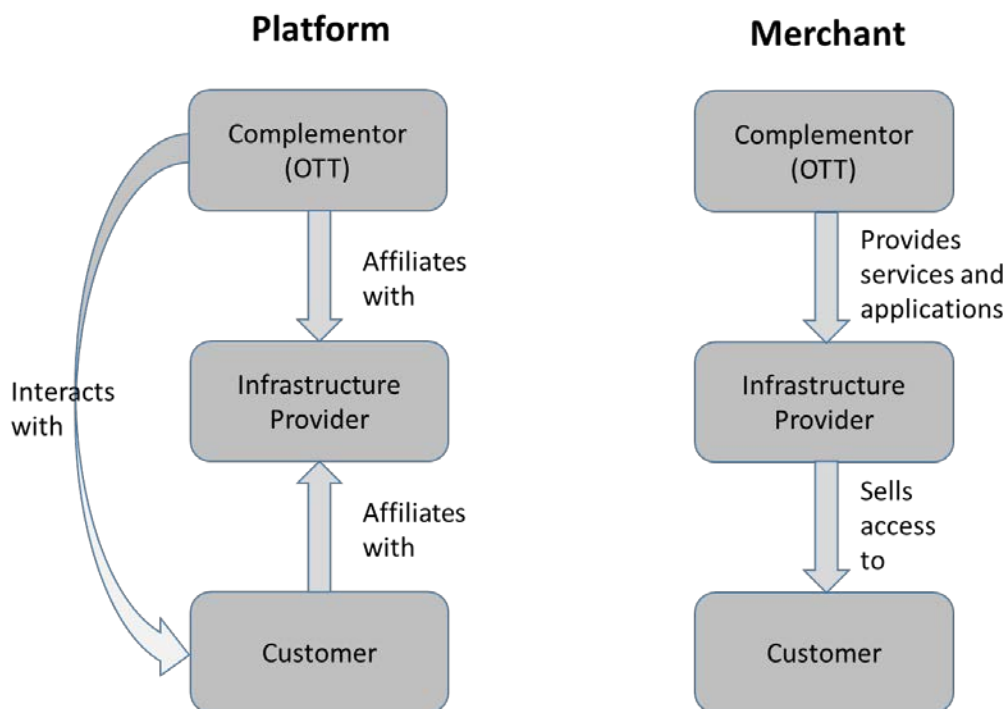 Platform
Complementor
(OTT)
Affiliates
with
Infrastructure
Provider
Interacts
with
Affiliates
with
Customer
Merchant
Complementor
(OTT)
Provides
services and
applications
Infrastructure
Provider
Sells
access
to
Customer